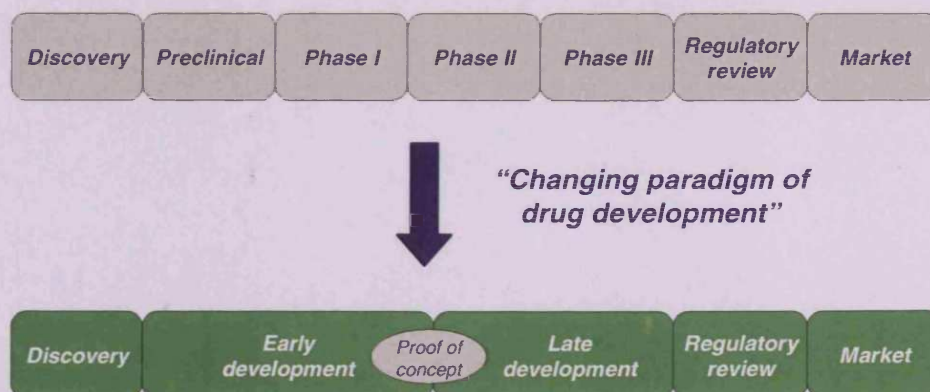 Discovery
Preclinical
Phase I
Phase II
Phase III
Regulatory
review
Market
“Changing paradigm of
drug development”
Discovery
Early
development
Proof of
concept
Late
development
Regulatory
review
Market